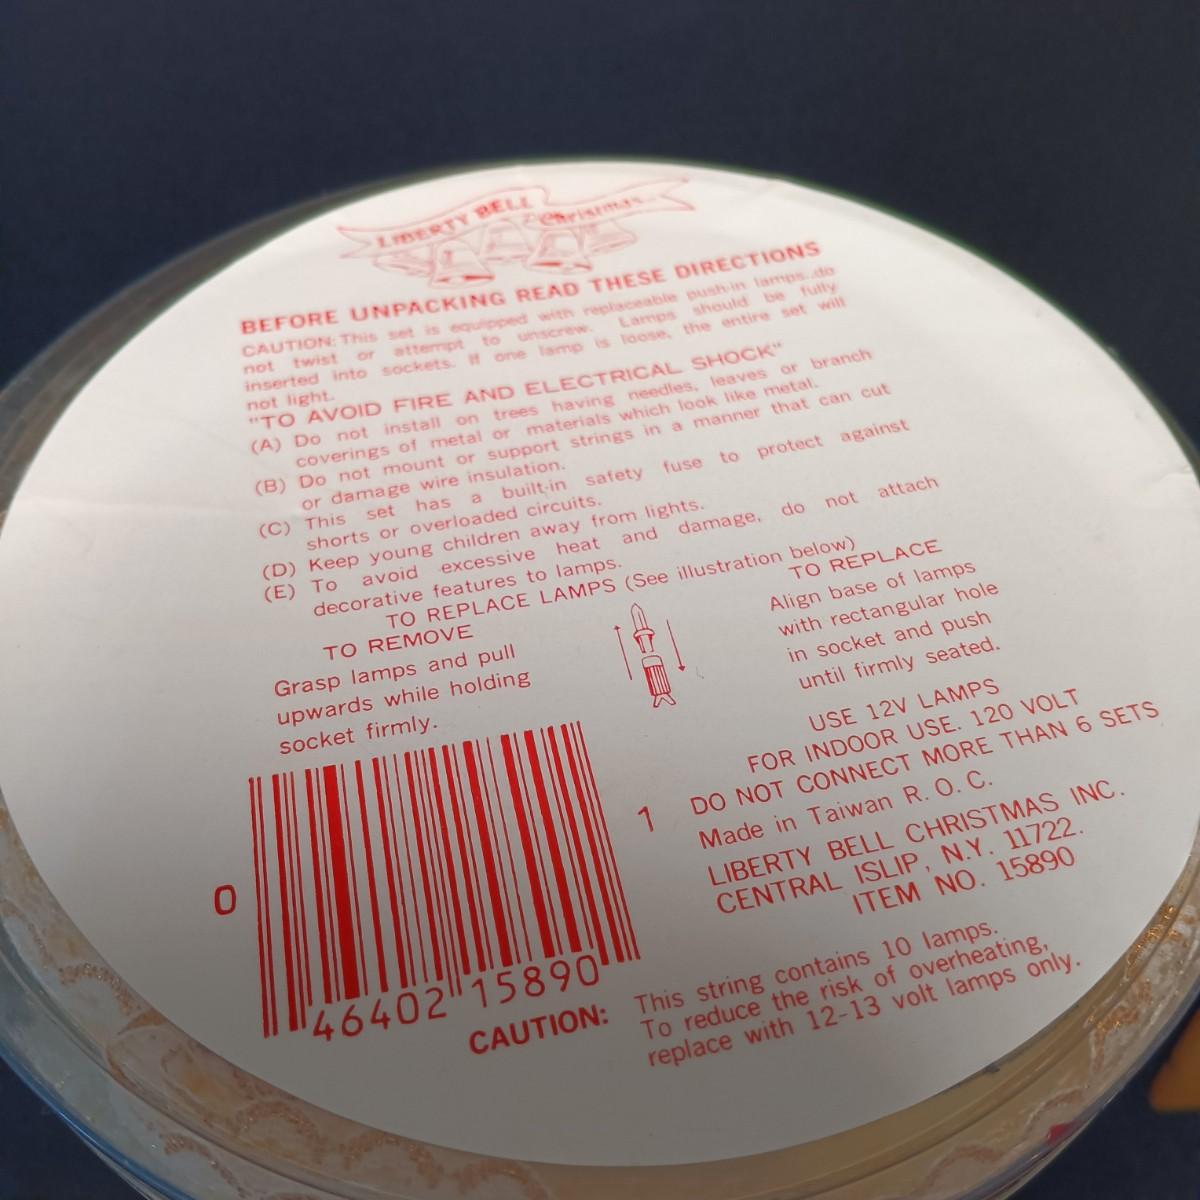 LIBERTY BELL Christmas
BEFORE UNPACKING READ THESE DIRECTIONS
CAUTION: This set is equipped with replaceable push-in lamps..do
not twist or attempt to unscrew. Lamps should be fully
inserted into sockets. If one lamp is loose, the entire set will
not light.
"TO AVOID FIRE AND ELECTRICAL SHOCK"
(A) Do not install on trees having needles, leaves or branch
coverings of metal or materials which look like metal.
(B) Do not mount or support strings in a manner that can cut
or damage wire insulation.
(C) This set has a built-in safety fuse to protect against
shorts or overloaded circuits.
(D) Keep young children away from lights.
(E) To avoid excessive heat and damage, do not attach
decorative features to lamps.
TO REPLACE LAMPS (See illustration below)
TO REMOVE
Grasp lamps and pull
upwards while holding
socket firmly.
TO REPLACE
Align base of lamps
with rectangular hole
in socket and push
until firmly seated.
USE 12V LAMPS
FOR INDOOR USE. 120 VOLT
DO NOT CONNECT MORE THAN 6 SETS
Made in Taiwan R. O. C.
LIBERTY BELL CHRISTMAS INC.
CENTRAL ISLIP, N.Y. 11722.
ITEM NO. 15890
0 46402 15890 1
CAUTION: This string contains 10 lamps.
To reduce the risk of overheating,
replace with 12-13 volt lamps only.